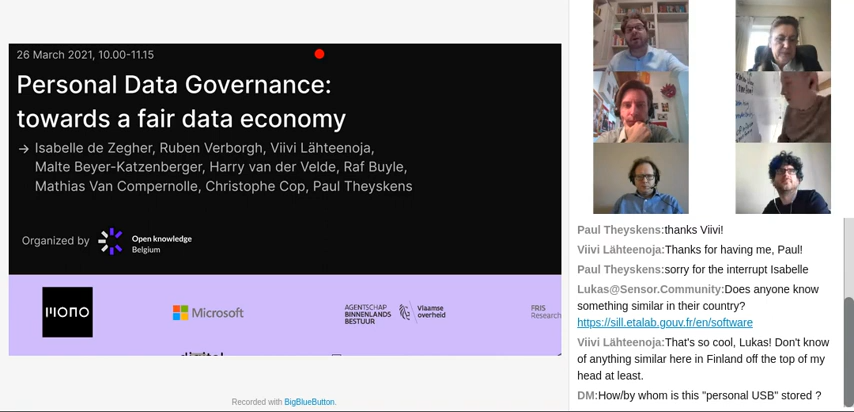 26 March 2021, 10.00-11.15
Personal Data Governance:
towards a fair data economy
→ Isabelle de Zegher, Ruben Verborgh, Viivi Lähteenoja,
Malte Beyer-Katzenberger, Harry van der Velde, Raf Buyle,
Mathias Van Compernolle, Christophe Cop, Paul Theyskens
Organized by
Open knowledge
Belgium
Microsoft
AGENTSCHAP
BINNENLANDS
BESTUUR
Vlaamse
overheid
FRIS
Research
Recorded with BigBlueButton.
Paul Theyskens:thanks Viivi!
Viivi Lähteenoja:Thanks for having me, Paul!
Paul Theyskens:sorry for the interrupt Isabelle
Lukas@Sensor.Community:Does anyone know
something similar in their country?
https://sill.etalab.gouv.fr/en/software
Viivi Lähteenoja:That's so cool, Lukas! Don't know
of anything similar here in Finland off the top of my
head at least.
DM:How/by whom is this "personal USB" stored ?